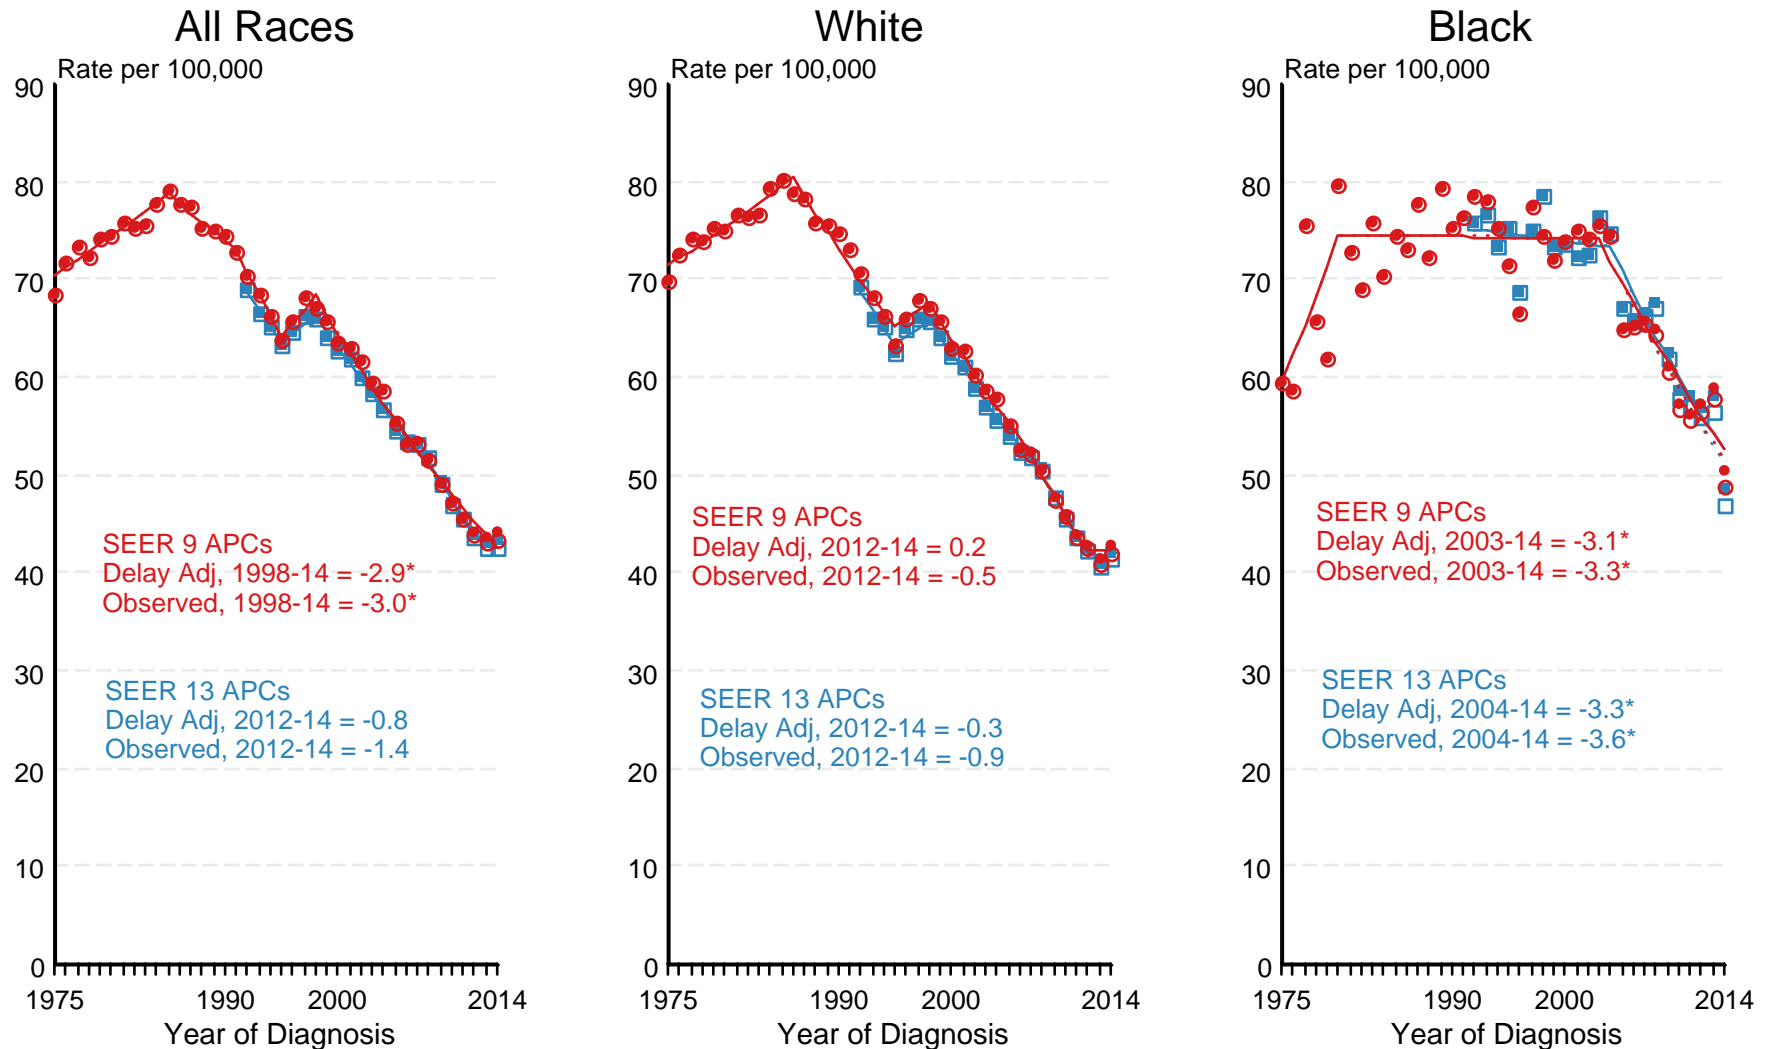 All Races
Rate per 100,000
90
80
70
60
50
40
30
20
10
0
SEER 9 APCs
Delay Adj, 1998-14 = -2.9*
Observed, 1998-14 = -3.0*
SEER 13 APCs
Delay Adj, 2012-14 = -0.8
Observed, 2012-14 = -1.4
1975 1990 2000 2014
Year of Diagnosis
White
Rate per 100,000
90
80
70
60
50
40
30
20
10
0
SEER 9 APCs
Delay Adj, 2012-14 = 0.2
Observed, 2012-14 = -0.5
SEER 13 APCs
Delay Adj, 2012-14 = -0.3
Observed, 2012-14 = -0.9
1975 1990 2000 2014
Year of Diagnosis
Black
Rate per 100,000
90
80
70
60
50
40
30
20
10
0
SEER 9 APCs
Delay Adj, 2003-14 = -3.1*
Observed, 2003-14 = -3.3*
SEER 13 APCs
Delay Adj, 2004-14 = -3.3*
Observed, 2004-14 = -3.6*
1975 1990 2000 2014
Year of Diagnosis